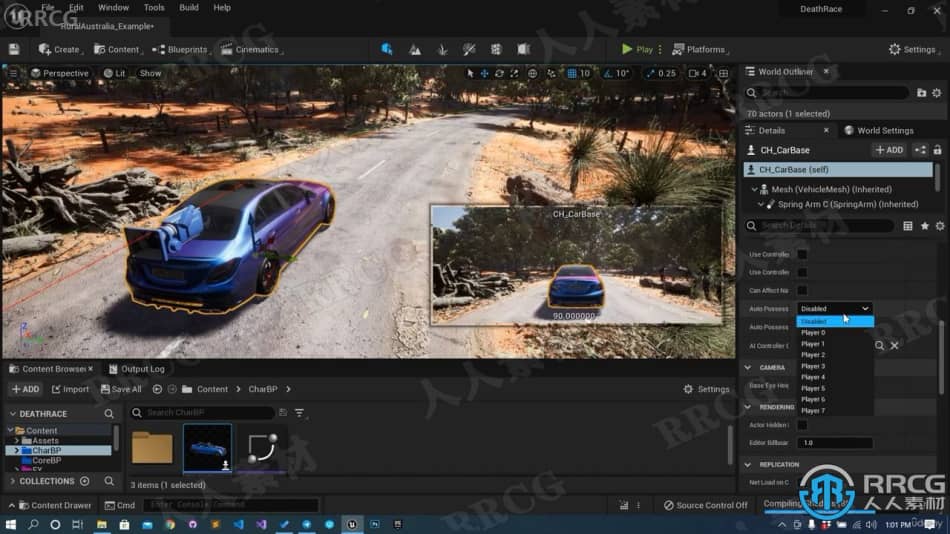 File Edit Window Tools Build Help
DeathRace
RRCG
RuralAustralia_Example*
Create
Content
Blueprints
Cinematics
Play
Platforms
Settings
Perspective
Lit
Show
10
10°
0.25
4
World Outliner
Search
70 actors (1 selected)
Details
World Settings
CH_CarBase
ADD
CH_CarBase (self)
Mesh (VehicleMesh) (Inherited)
Spring Arm C (SpringArm) (Inherited)
Search Details
CH_CarBase
90.000000
Use Controller
Use Controller
Can Affect Na
Auto Possess
Disabled
Disabled
Auto Possess
Player 0
Player 1
AI Controller C
Player 2
Player 3
Player 4
Player 5
Player 6
Player 7
CAMERA
Base Eye Hei
RENDERING
Actor Hidden I
Editor Billboar
1.0
REPLICATION
Net Load on C
Content Browser
Output Log
ADD
Import
Save All
Content
CharBP
Settings
DEATHRACE
Search CharBP
Content
Assets
CharBP
CoreBP
FX
COLLECTIONS
3 items (1 selected)
Content Drawer
Cmd
Enter Console Command
Source Control Off
RRCG
人人素材
1:01 PM
Udemy